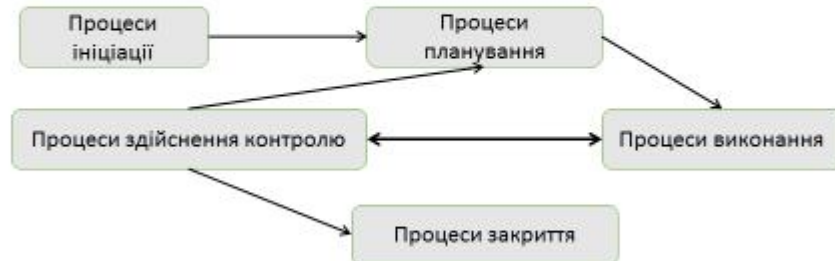 Процеси
ініціації
Процеси
планування
Процеси здійснення контролю
Процеси виконання
Процеси закриття